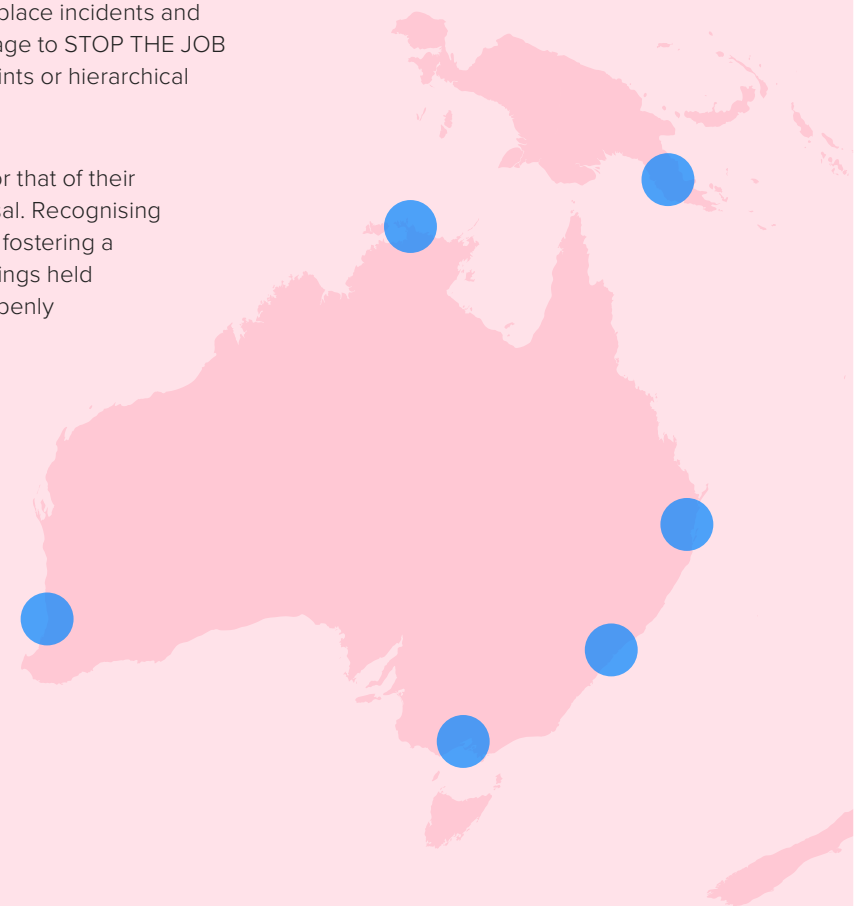 place incidents and
age to STOP THE JOB
ints or hierarchical
or that of their
sal. Recognising
fostering a
ings held
penly